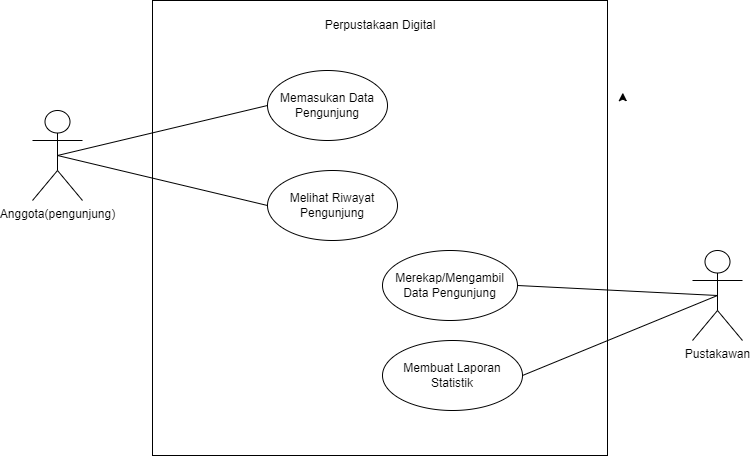 Perpustakaan Digital
Memasukan Data
Pengunjung
Melihat Riwayat
Pengunjung
Anggota(pengunjung)
Merekap/Mengambil
Data Pengunjung
Membuat Laporan
Statistik
Pustakawan